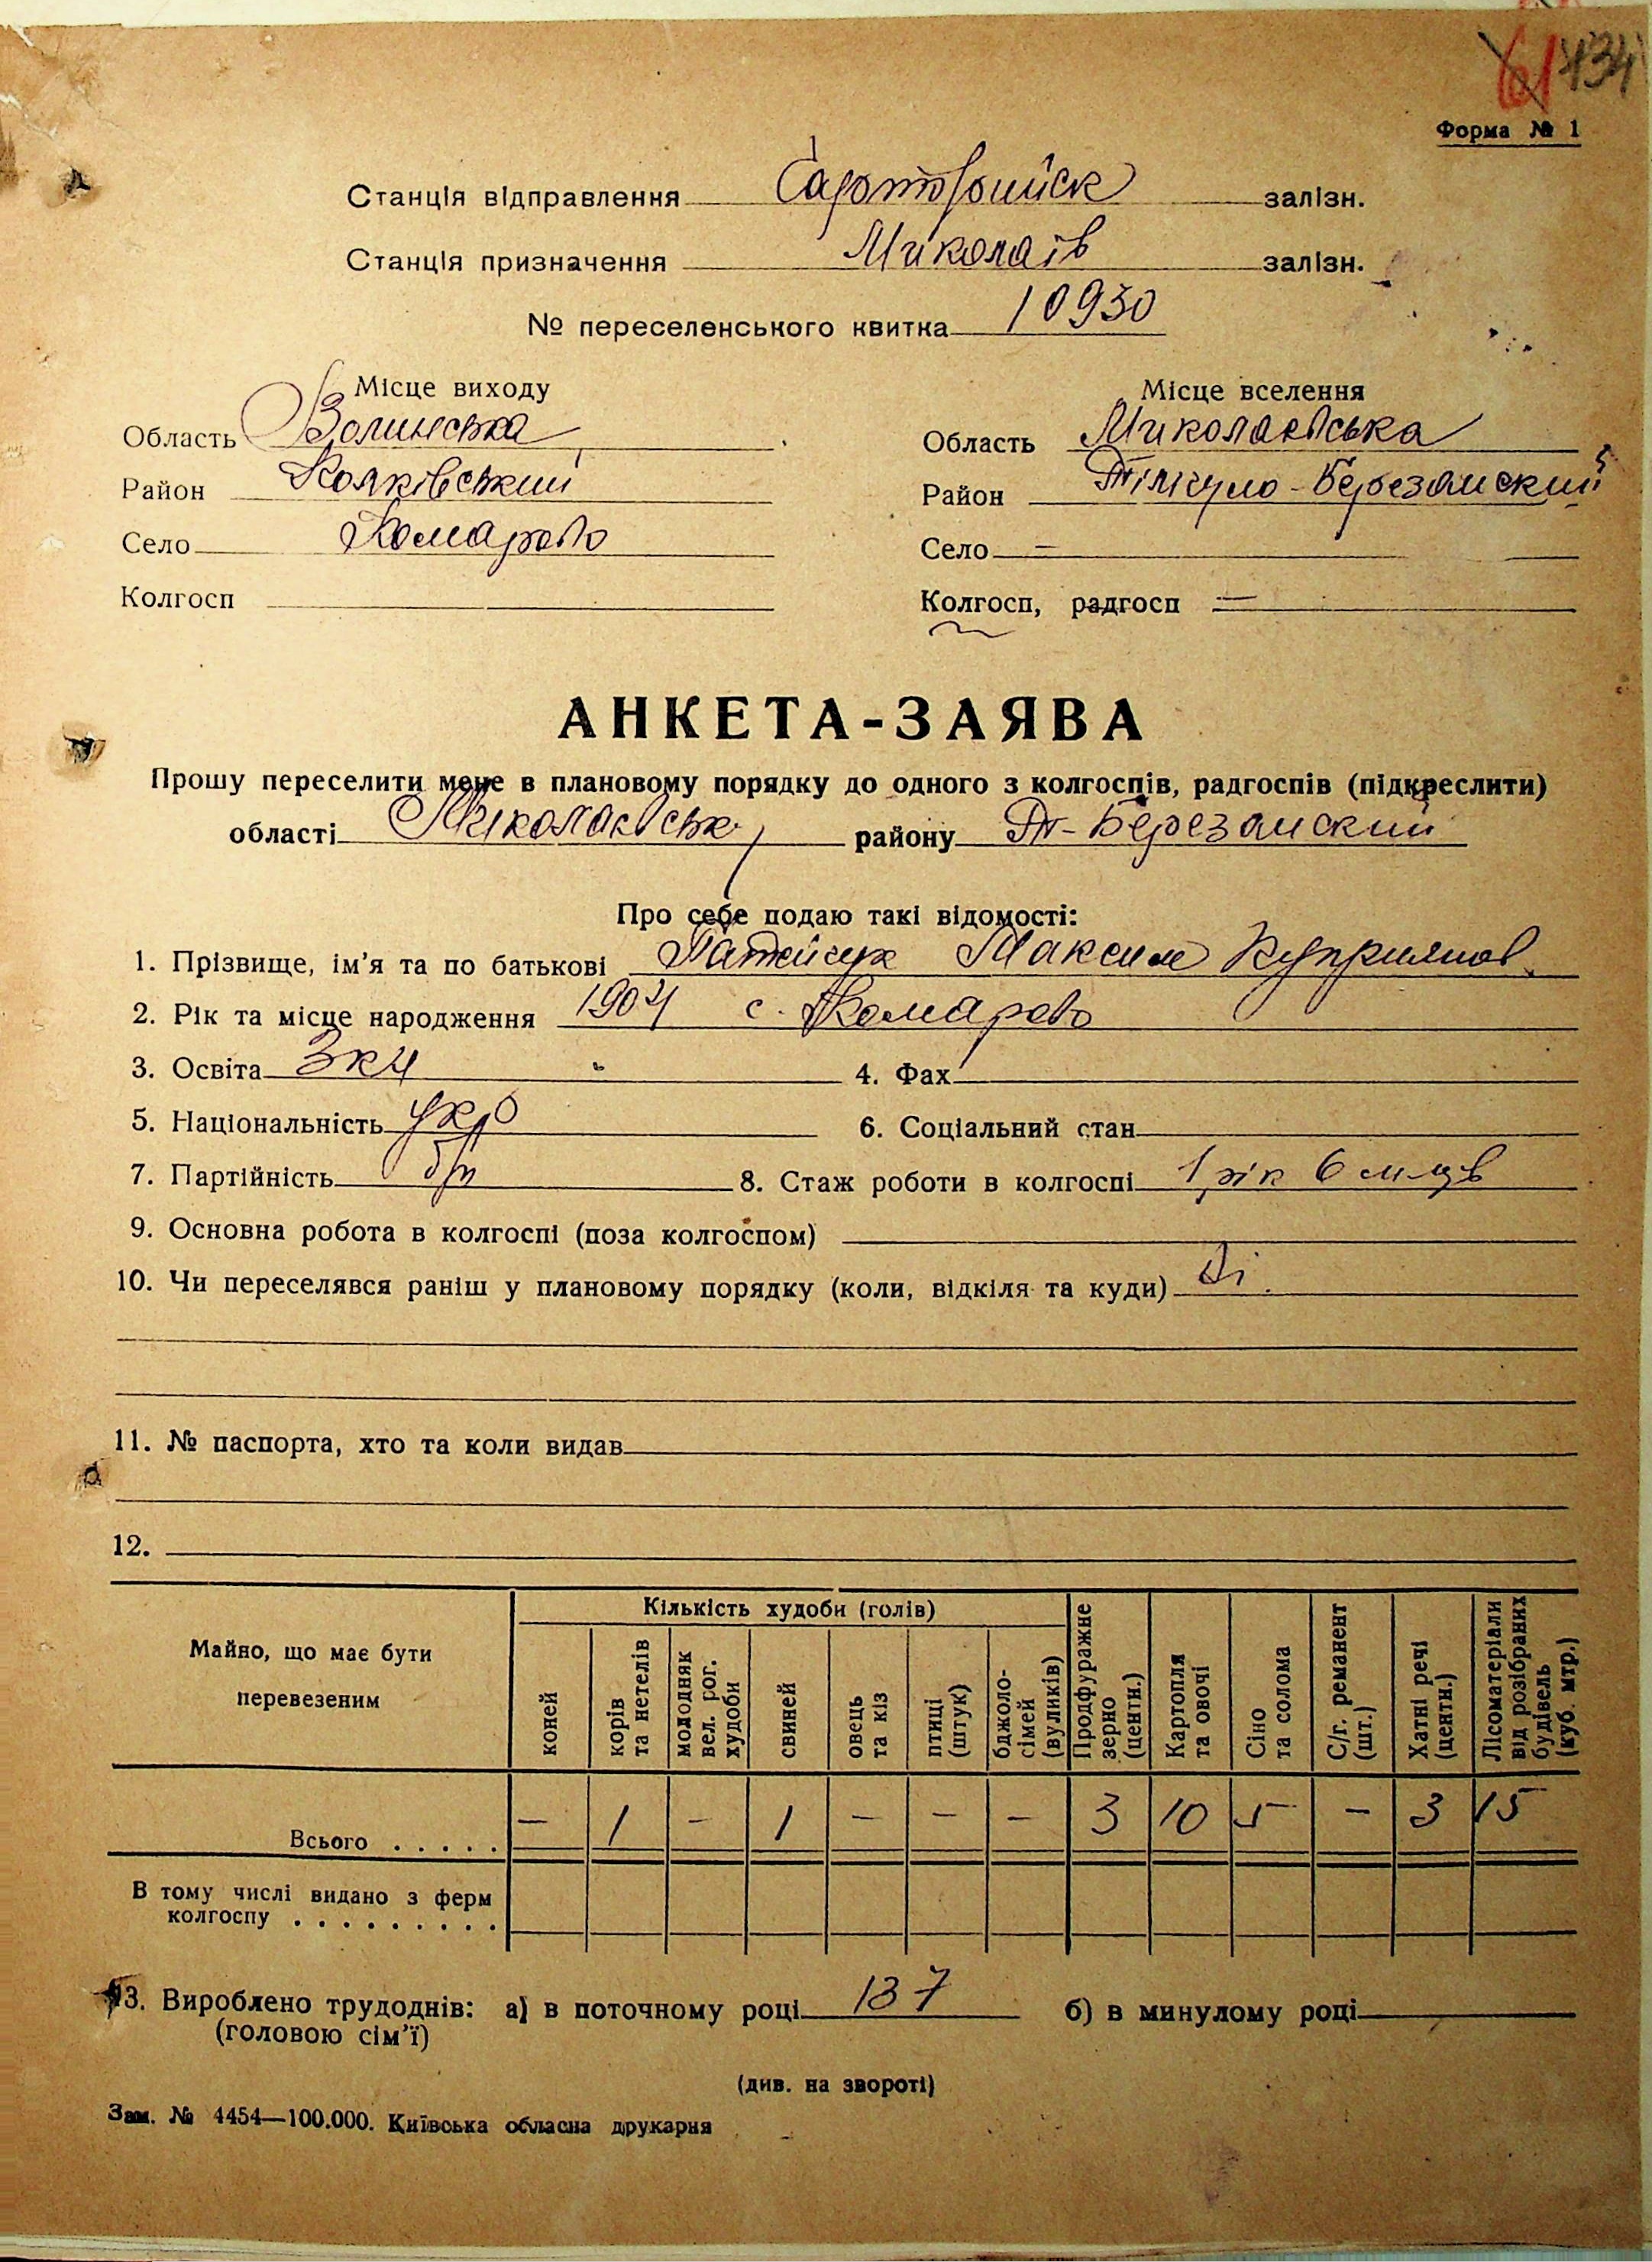 61 434
Форма № 1
Станція відправлення залізн.
Станція призначення Миколаїв залізн.
№ переселенського квитка 10930
Місце виходу Місце вселення
Область Волинська Область Миколаївська
Район Колківський Район Тілігуло-Березанский
Село Комарово Село —
Колгосп Колгосп, радгосп —
АНКЕТА-ЗАЯВА
Прошу переселити мене в плановому порядку до одного з колгоспів, радгоспів (підкреслити)
області Миколаївськ. району Т-Березанский
Про себе подаю такі відомості:
1. Прізвище, ім'я та по батькові Максим Куприянов
2. Рік та місце народження 1904 с. Комарово
3. Освіта 3 кл 4. Фах
5. Національність укр 6. Соціальний стан
7. Партійність б/п 8. Стаж роботи в колгоспі 1 рік 6 м-ців
9. Основна робота в колгоспі (поза колгоспом)
10. Чи переселявся раніш у плановому порядку (коли, відкіля та куди) Ні.
11. № паспорта, хто та коли видав
12.
Майно, що має бути перевезеним
Кількість худоби (голів)
коней
корів та нетелів
молодняк вел. рог. худоби
свиней
овець та кіз
птиці (штук)
бджоло-сімей (вуликів)
Продфуражне зерно (центн.)
Картопля та овочі
Сіно та солома
С/г. реманент (шт.)
Хатні речі (центн.)
Лісоматеріали від розібраних будівель (куб. мтр.)
Всього . . . . . — 1 — 1 — — — 3 10 5 — 3 15
В тому числі видано з ферм
колгоспу . . . . . . . . .
13. Вироблено трудоднів: а) в поточному році 137 б) в минулому році
(головою сім'ї)
(див. на звороті)
Зам. № 4454—100.000. Київська обласна друкарня